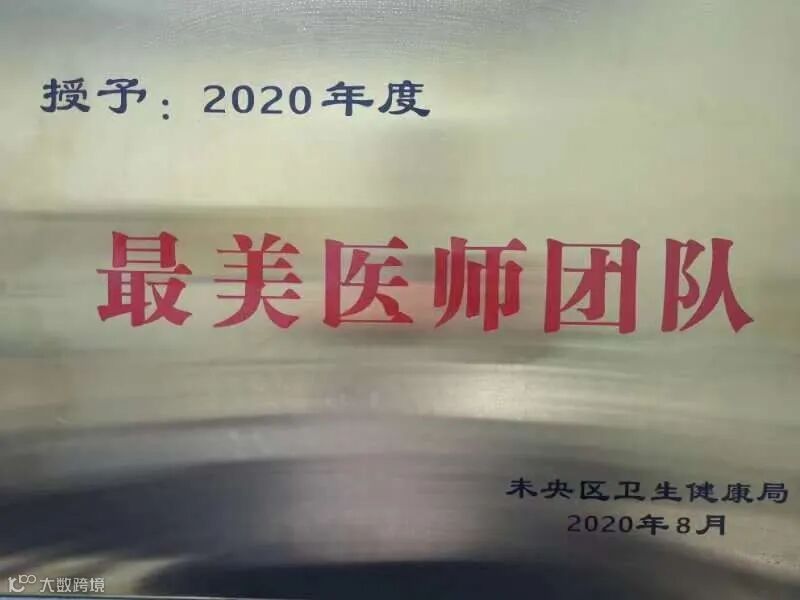 授予：2020年度
最美医师团队
未央区卫生健康局
2020年8月
大数跨境